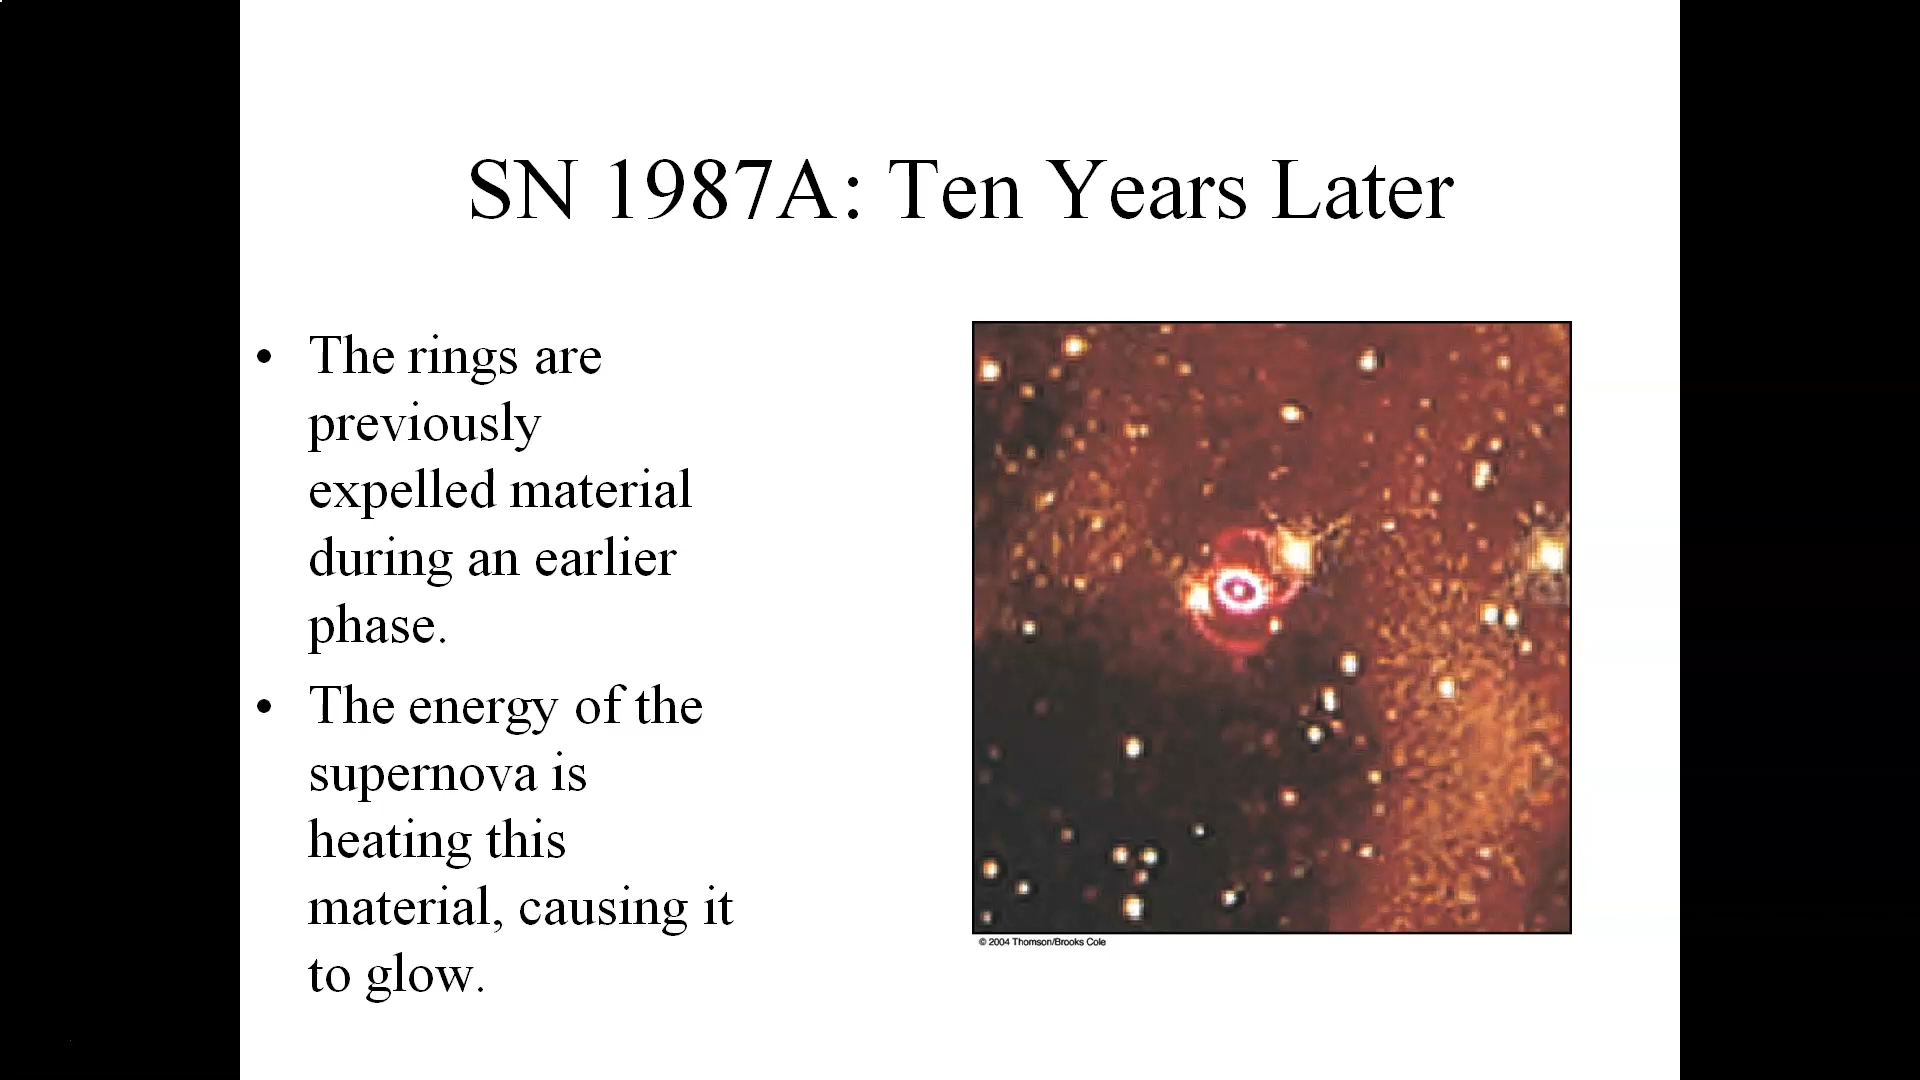 SN 1987A: Ten Years Later
• The rings are
previously
expelled material
during an earlier
phase.
• The energy of the
supernova is
heating this
material, causing it
to glow.
© 2004 Thomson/Brooks Cole